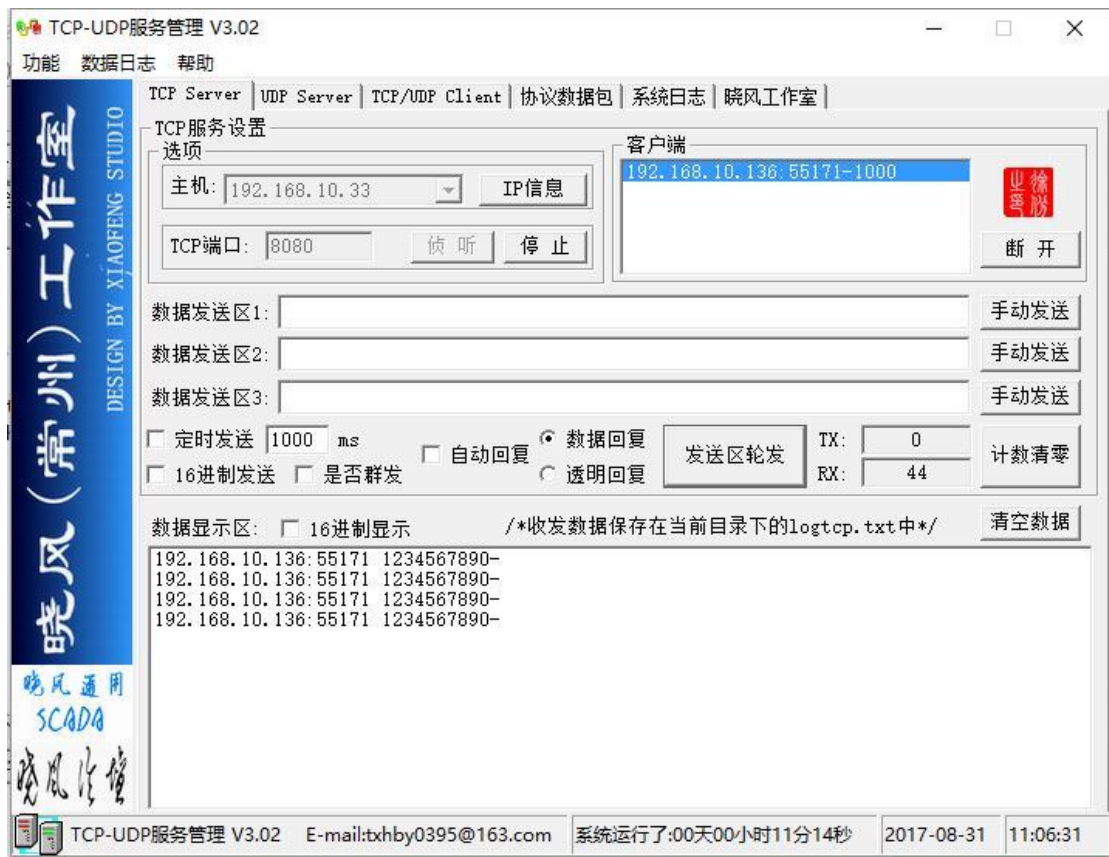 TCP-UDP服务管理 V3.02
功能 数据日志 帮助
晓风(常州)工作室
DESIGN BY XIAOFENG STUDIO
晓风通用
SCADA
晓风论坛
TCP Server UDP Server TCP/UDP Client 协议数据包 系统日志 晓风工作室
TCP服务设置
选项
主机: 192.168.10.33 IP信息
TCP端口: 8080 侦听 停止
客户端
192.168.10.136:55171-1000
断开
数据发送区1: 手动发送
数据发送区2: 手动发送
数据发送区3: 手动发送
定时发送 1000 ms
16进制发送 是否群发
自动回复
数据回复
透明回复
发送区轮发
TX: 0
RX: 44
计数清零
数据显示区: 16进制显示 /*收发数据保存在当前目录下的logtcp.txt中*/ 清空数据
192.168.10.136:55171 1234567890-
192.168.10.136:55171 1234567890-
192.168.10.136:55171 1234567890-
192.168.10.136:55171 1234567890-
TCP-UDP服务管理 V3.02 E-mail:txhby0395@163.com 系统运行了:00天00小时11分14秒 2017-08-31 11:06:31